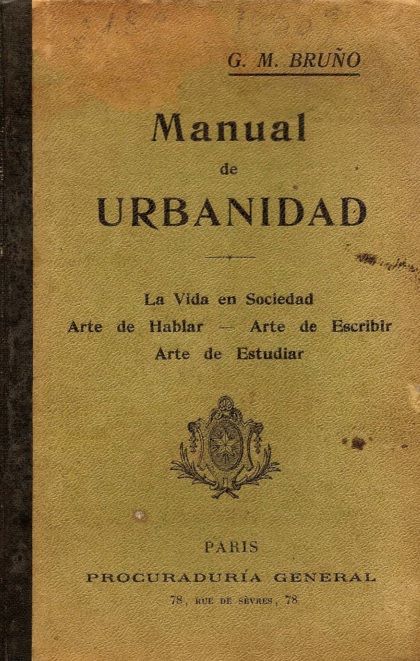 G. M. BRUÑO
Manual
de
URBANIDAD
La Vida en Sociedad
Arte de Hablar — Arte de Escribir
Arte de Estudiar
PARIS
PROCURADURÍA GENERAL
78, RUE DE SÈVRES, 78